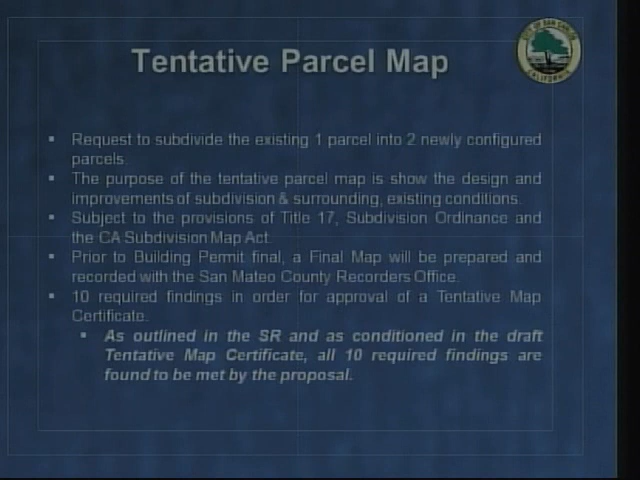 Tentative Parcel Map
CITY OF SAN CARLOS
CALIFORNIA
▪ Request to subdivide the existing 1 parcel into 2 newly configured
parcels.
▪ The purpose of the tentative parcel map is show the design and
improvements of subdivision & surrounding, existing conditions.
▪ Subject to the provisions of Title 17, Subdivision Ordinance and
the CA Subdivision Map Act.
▪ Prior to Building Permit final, a Final Map will be prepared and
recorded with the San Mateo County Recorders Office.
▪ 10 required findings in order for approval of a Tentative Map
Certificate.
▪ As outlined in the SR and as conditioned in the draft
Tentative Map Certificate, all 10 required findings are
found to be met by the proposal.